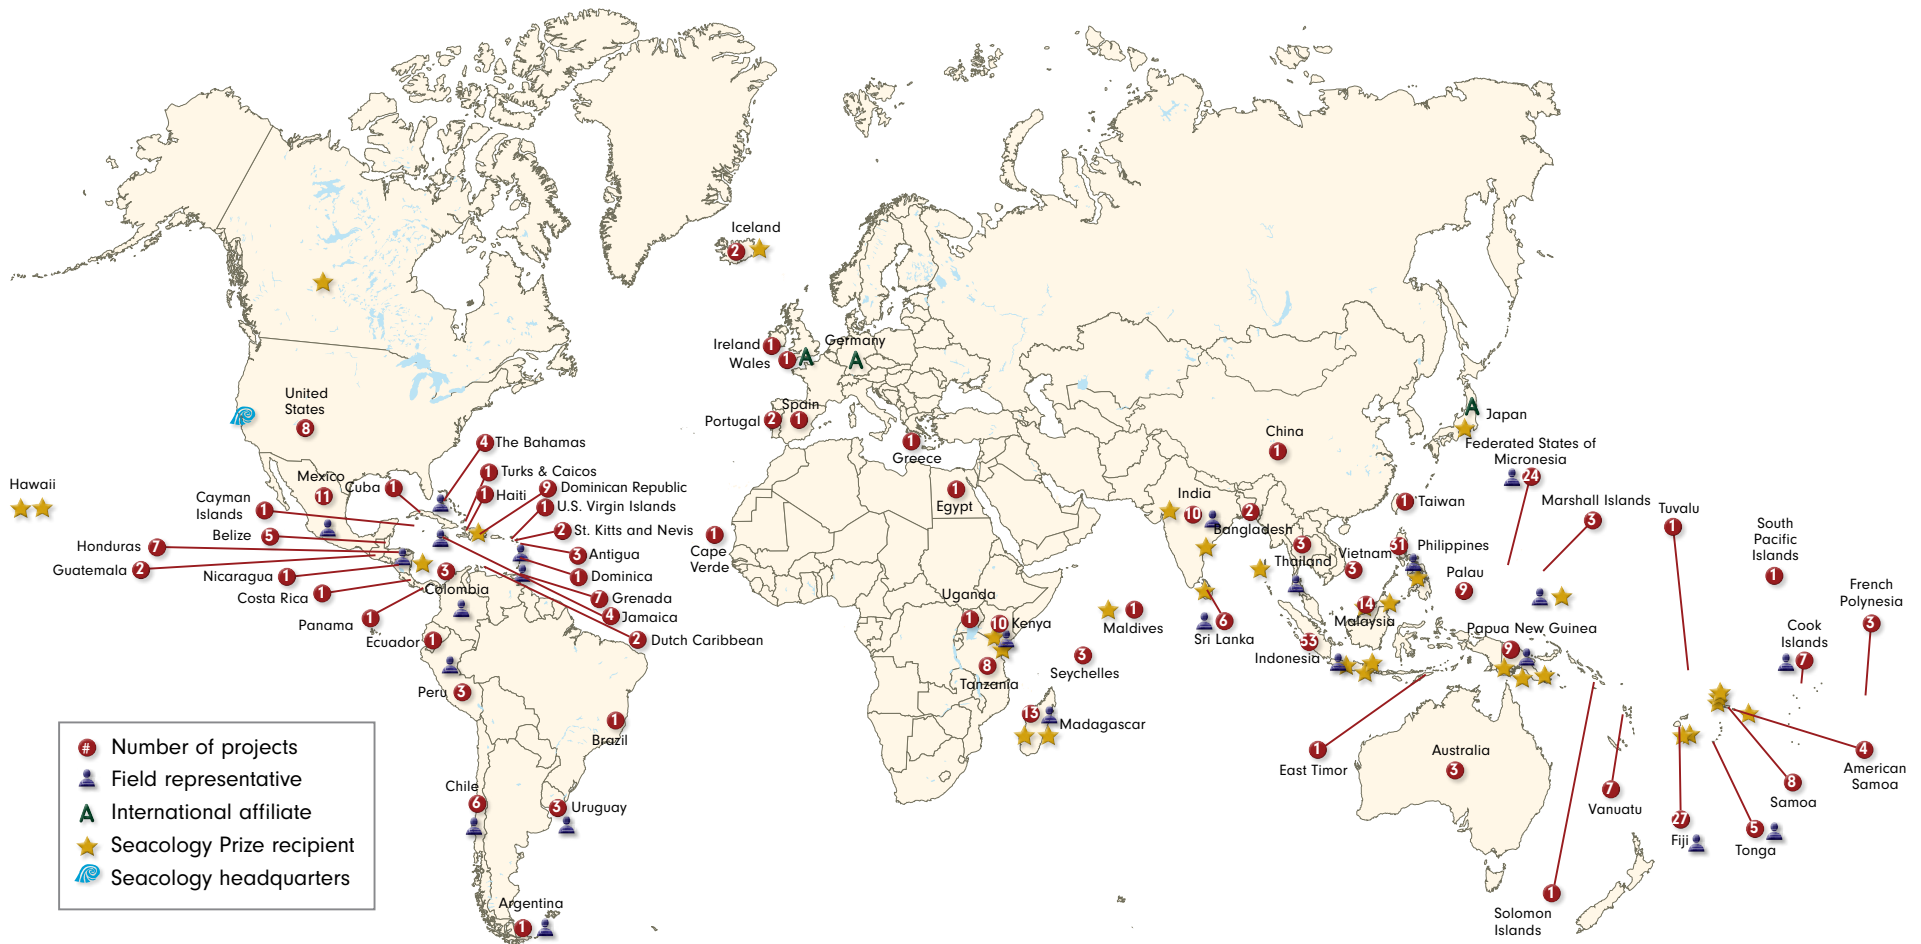 Iceland
2
Ireland 1
Wales 1
A
Germany
A
United
States
8
Portugal 2
Spain
1
1
Greece
A
Japan
China
1
Federated States of
Micronesia
24
Hawaii
Mexico
11
Cuba 1
4 The Bahamas
1 Turks & Caicos
1 Haiti
9 Dominican Republic
1 U.S. Virgin Islands
2 St. Kitts and Nevis
3 Antigua
1 Dominica
7 Grenada
4 Jamaica
2 Dutch Caribbean
Cayman
Islands
1
Belize 5
Honduras 7
Guatemala 2
Nicaragua 1
Costa Rica 1
Panama 1
3
Colombia
Ecuador 1
Peru 3
1
Brazil
Chile
6
3 Uruguay
Argentina
1
1
Cape
Verde
1
Egypt
Uganda
1
10 Kenya
8
Tanzania
13
Madagascar
3
Seychelles
1
Maldives
India
10
2
Bangladesh
6
Sri Lanka
3
Thailand
Vietnam
3
1 Taiwan
Philippines
14
Malaysia
53
Indonesia
Palau
9
Marshall Islands
3
Tuvalu
1
South
Pacific
Islands
1
French
Polynesia
3
Cook
Islands
7
Papua New Guinea
9
1
East Timor
Australia
3
1
Solomon
Islands
7
Vanuatu
27
Fiji
5
Tonga
8
Samoa
4
American
Samoa
# Number of projects
Field representative
A International affiliate
Seacology Prize recipient
Seacology headquarters